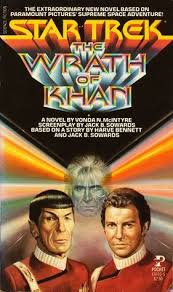 THE EXTRAORDINARY NEW NOVEL BASED ON
PARAMOUNT PICTURES' SUPREME SPACE ADVENTURE!
STAR TREK
THE
WRATH OF
KHAN
A NOVEL BY VONDA N. McINTYRE
SCREENPLAY BY JACK B. SOWARDS
BASED ON A STORY BY HARVE BENNETT
AND JACK B. SOWARDS
POCKET